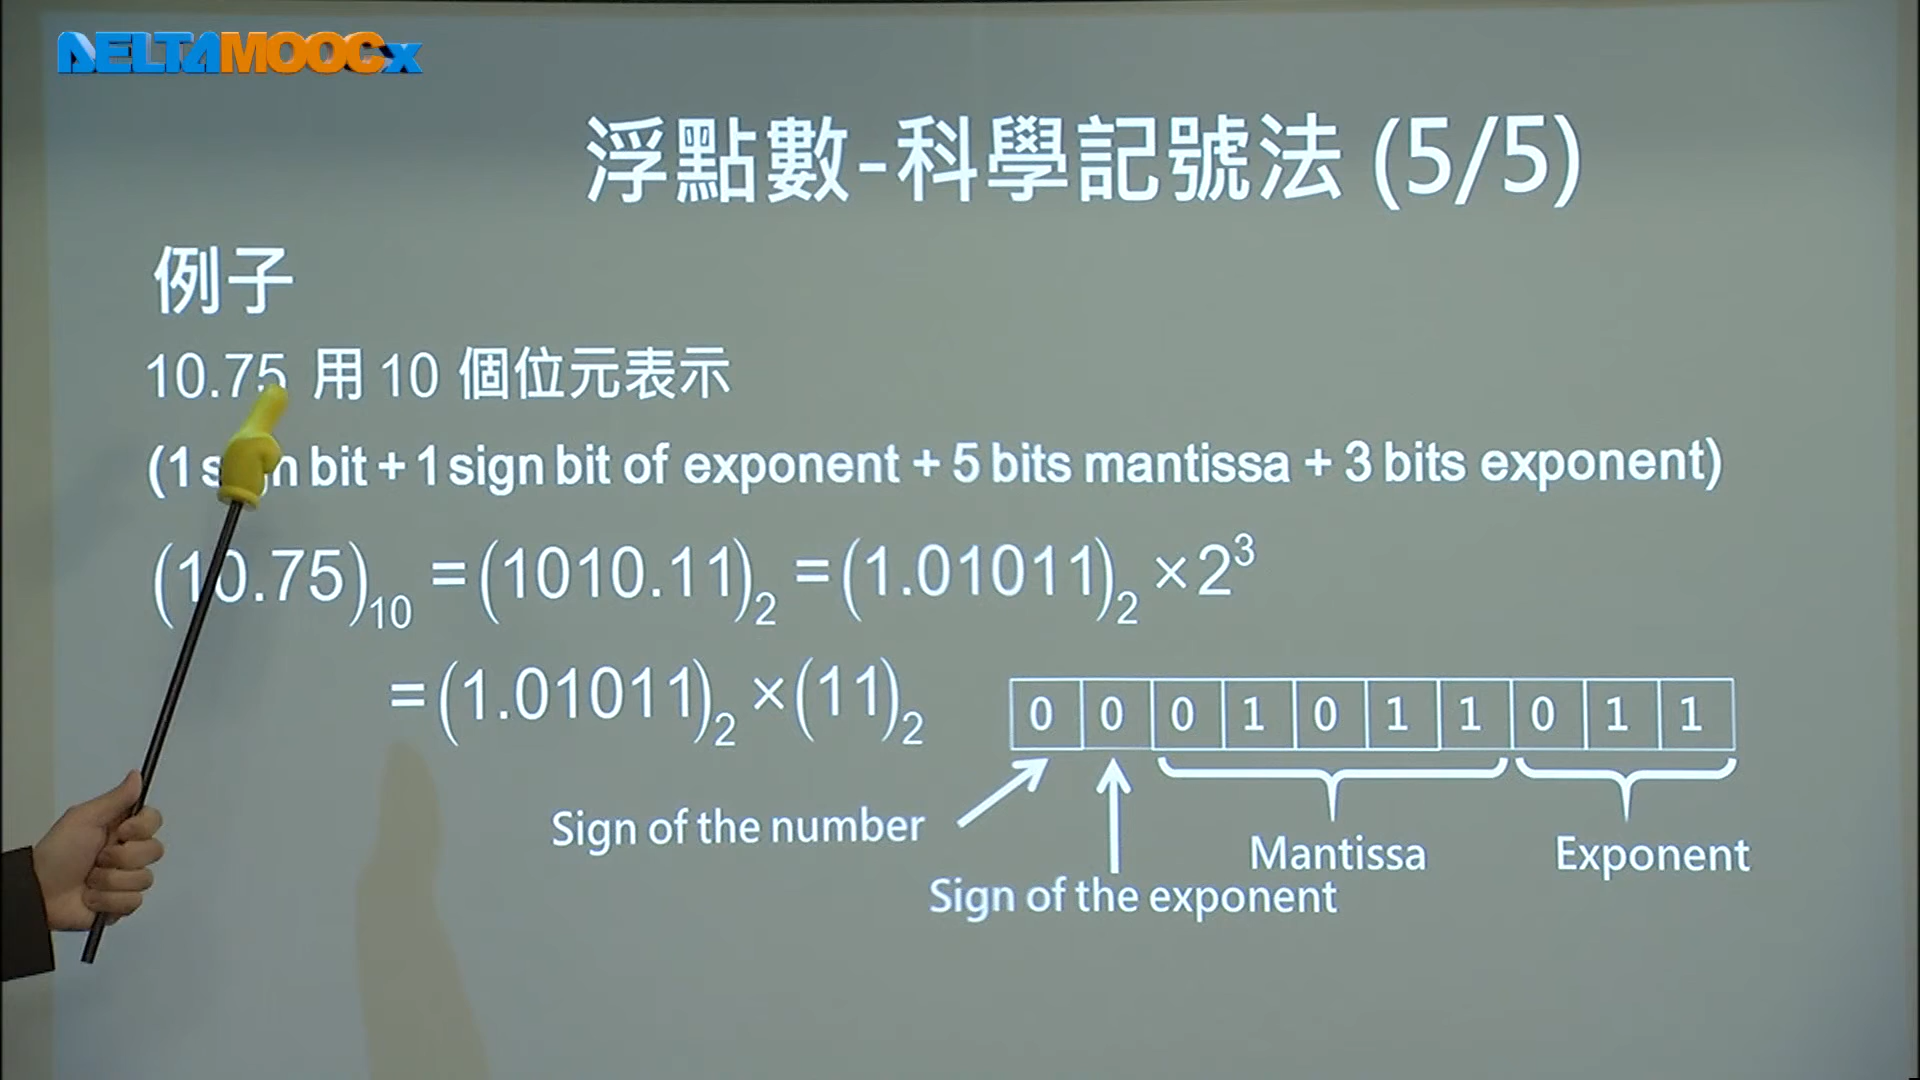 DELTAMOOCx
浮點數-科學記號法 (5/5)
例子
10.75 用 10 個位元表示
(1 sign bit + 1 sign bit of exponent + 5 bits mantissa + 3 bits exponent)
(10.75)₁₀ = (1010.11)₂ = (1.01011)₂ × 2³
= (1.01011)₂ × (11)₂
0 0 0 1 0 1 1 0 1 1
Sign of the number
Mantissa
Exponent
Sign of the exponent